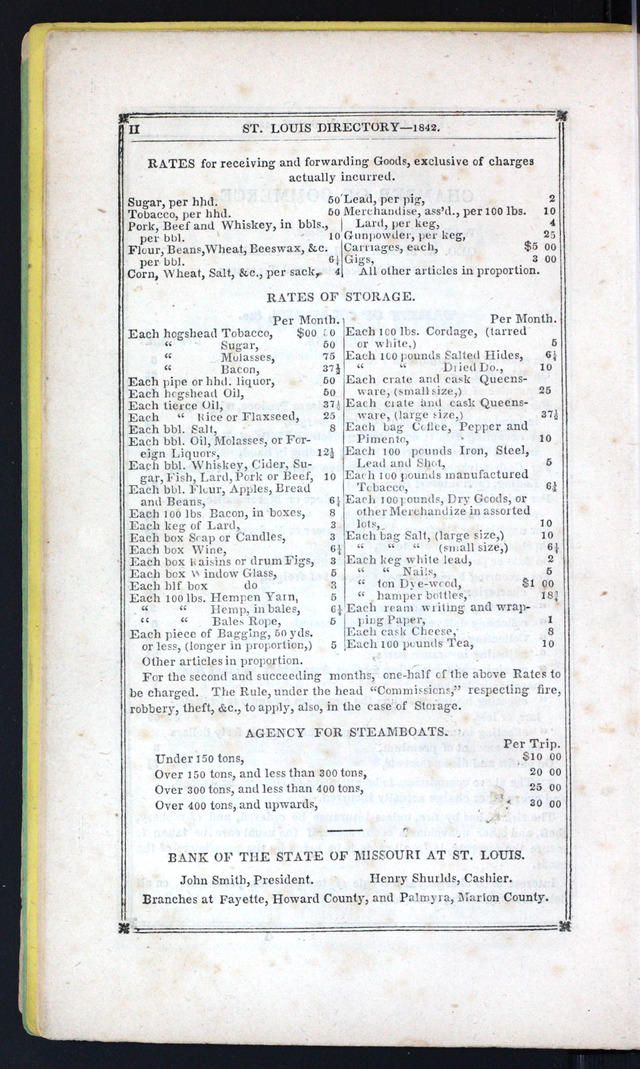 II ST. LOUIS DIRECTORY—1842.
RATES for receiving and forwarding Goods, exclusive of charges
actually incurred.
Sugar, per hhd. 50
Tobacco, per hhd. 50
Pork, Beef and Whiskey, in bbls.,
per bbl. 10
Flour, Beans, Wheat, Beeswax, &c.
per bbl. 6¼
Corn, Wheat, Salt, &c., per sack, 4
Lead, per pig, 2
Merchandise, ass'd., per 100 lbs. 10
Lard, per keg, 4
Gunpowder, per keg, 25
Carriages, each, $5 00
Gigs, 3 00
All other articles in proportion.
RATES OF STORAGE.
Per Month.
Each hogshead Tobacco, $00 50
“ Sugar, 50
“ Molasses, 75
“ Bacon, 37½
Each pipe or hhd. liquor, 50
Each hogshead Oil, 50
Each tierce Oil, 37½
Each “ Rice or Flaxseed, 25
Each bbl. Salt, 8
Each bbl. Oil, Molasses, or For-
eign Liquors, 12½
Each bbl. Whiskey, Cider, Su-
gar, Fish, Lard, Pork or Beef, 10
Each bbl. Flour, Apples, Bread
and Beans, 6¼
Each 100 lbs Bacon, in boxes, 8
Each keg of Lard, 3
Each box Soap or Candles, 3
Each box Wine, 6¼
Each box Raisins or drum Figs, 3
Each box Window Glass, 5
Each hlf box do 3
Each 100 lbs. Hempen Yarn, 5
“ “ Hemp, in bales, 6¼
“ “ Bales Rope, 5
Each piece of Bagging, 50 yds.
or less, (longer in proportion,) 5
Other articles in proportion.
Per Month.
Each 100 lbs. Cordage, (tarred
or white,) 5
Each 100 pounds Salted Hides, 6¼
“ “ Dried Do., 10
Each crate and cask Queens-
ware, (small size,) 25
Each crate and cask Queens-
ware, (large size,) 37½
Each bag Coffee, Pepper and
Pimento, 10
Each 100 pounds Iron, Steel,
Lead and Shot, 5
Each 100 pounds manufactured
Tobacco, 6¼
Each 100 pounds, Dry Goods, or
other Merchandize in assorted
lots, 10
Each bag Salt, (large size,) 10
“ “ “ (small size,) 6¼
Each keg white lead, 2
“ “ Nails, 5
“ ton Dye-wood, $1 00
“ hamper bottles, 18¾
Each ream writing and wrap-
ping Paper, 1
Each cask Cheese, 8
Each 100 pounds Tea, 10
For the second and succeeding months, one-half of the above Rates to
be charged. The Rule, under the head “Commissions,” respecting fire,
robbery, theft, &c., to apply, also, in the case of Storage.
AGENCY FOR STEAMBOATS.
Per Trip.
Under 150 tons, $10 00
Over 150 tons, and less than 300 tons, 20 00
Over 300 tons, and less than 400 tons, 25 00
Over 400 tons, and upwards, 30 00
BANK OF THE STATE OF MISSOURI AT ST. LOUIS.
John Smith, President. Henry Shurlds, Cashier.
Branches at Fayette, Howard County, and Palmyra, Marion County.